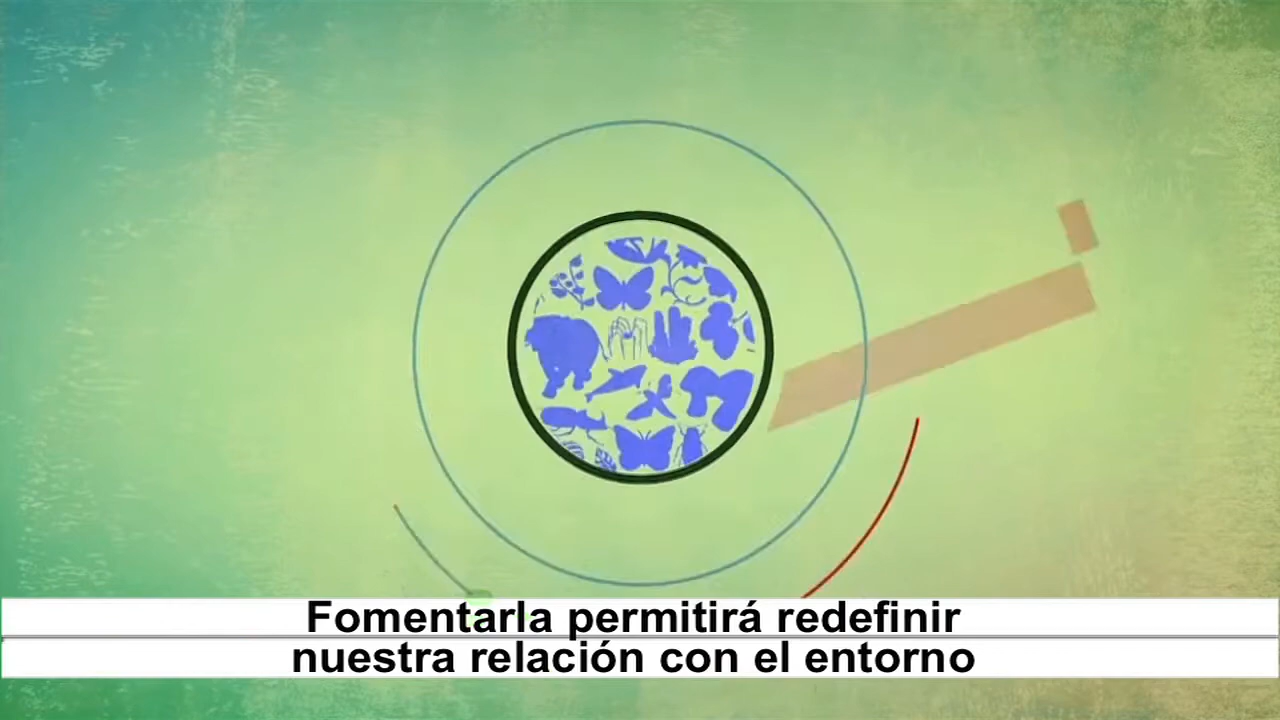 Fomentarla permitirá redefinir
nuestra relación con el entorno